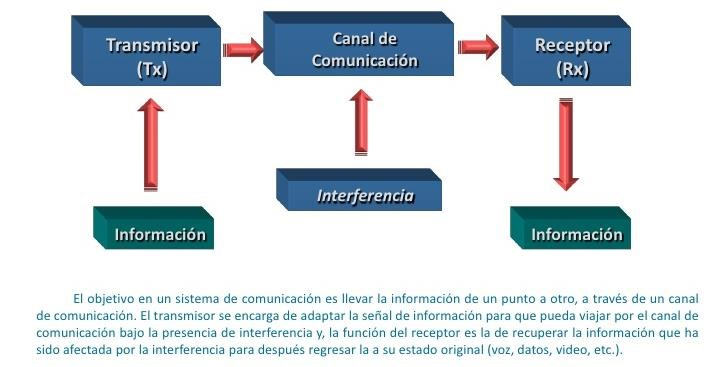 Transmisor
(Tx)
Canal de
Comunicación
Receptor
(Rx)
Interferencia
Información
Información
El objetivo en un sistema de comunicación es llevar la información de un punto a otro, a través de un canal
de comunicación. El transmisor se encarga de adaptar la señal de información para que pueda viajar por el canal de
comunicación bajo la presencia de interferencia y, la función del receptor es la de recuperar la información que ha
sido afectada por la interferencia para después regresar la a su estado original (voz, datos, video, etc.).